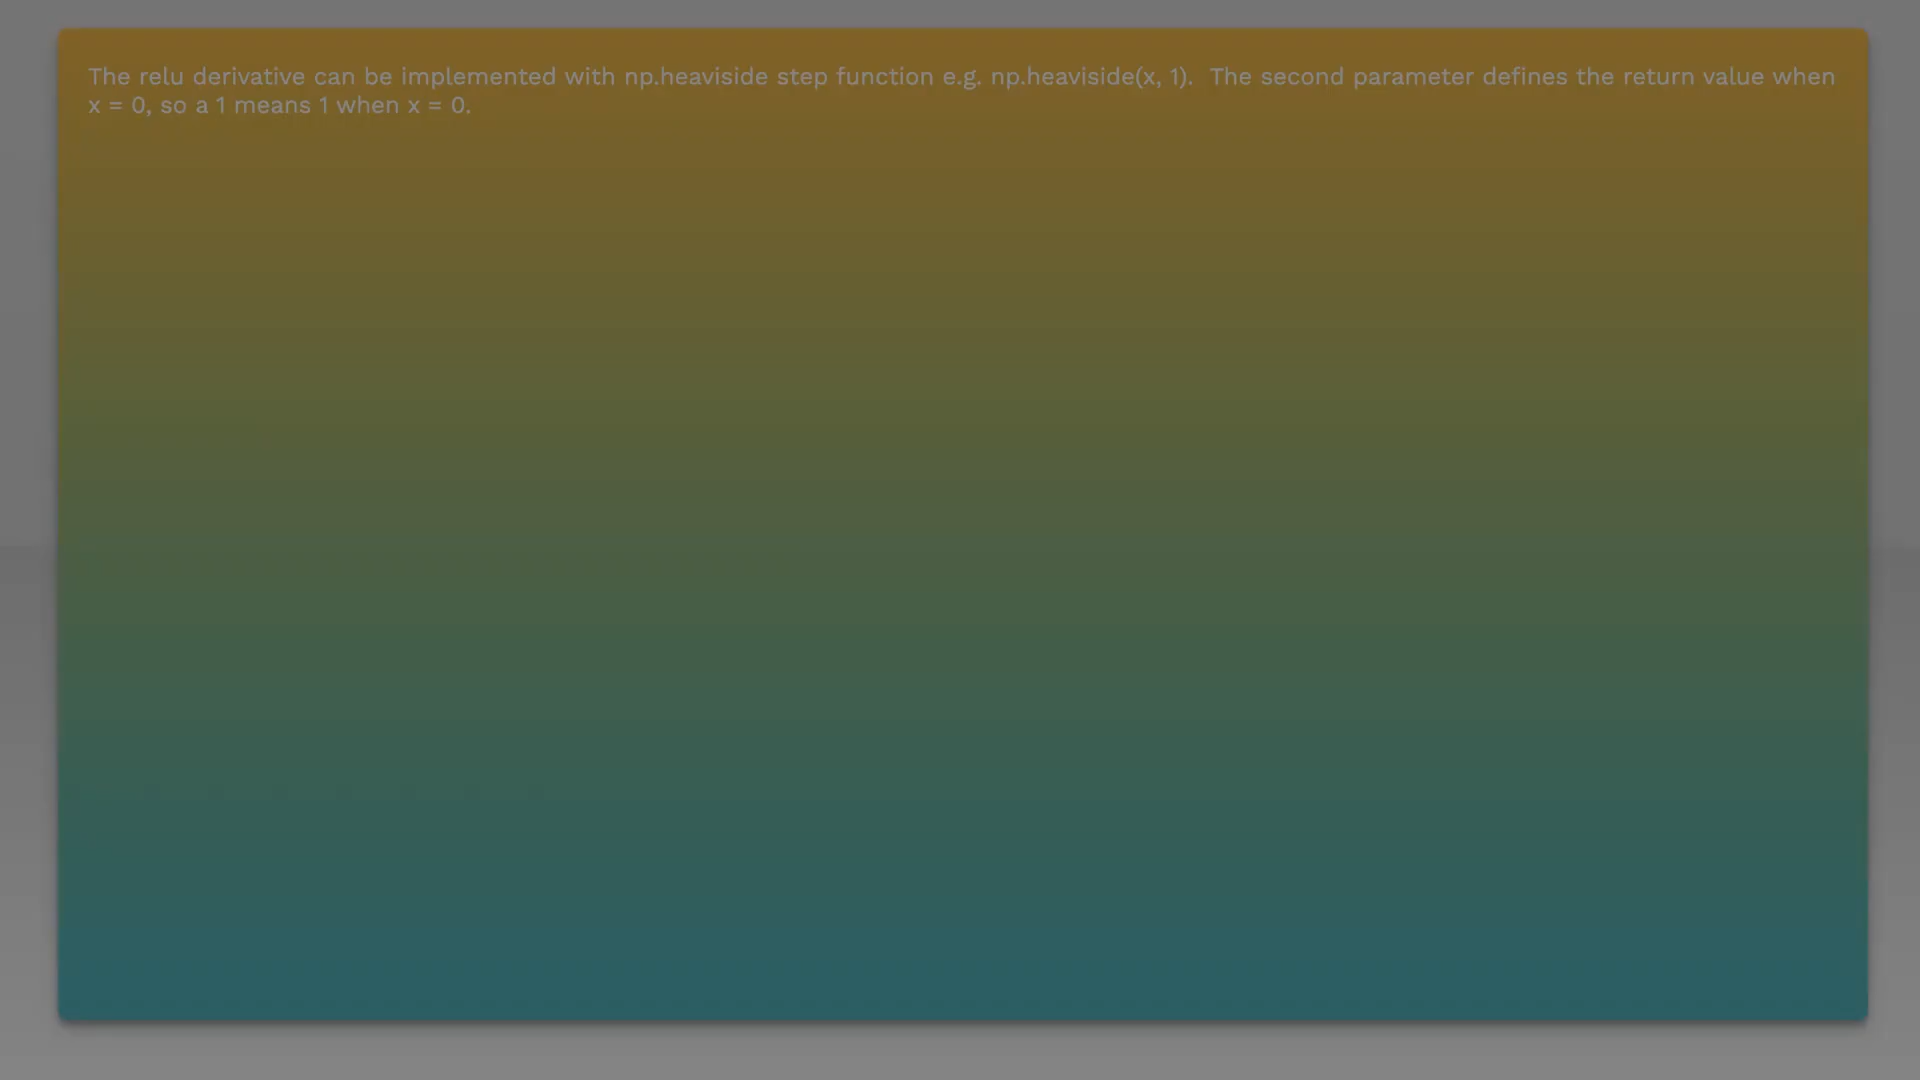 The relu derivative can be implemented with np.heaviside step function e.g. np.heaviside(x, 1).  The second parameter defines the return value when
x = 0, so a 1 means 1 when x = 0.